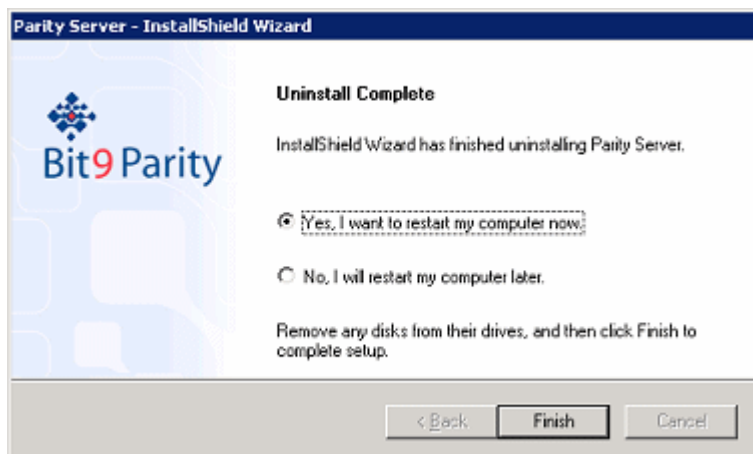 Parity Server - InstallShield Wizard
Bit9 Parity
Uninstall Complete
InstallShield Wizard has finished uninstalling Parity Server.
Yes, I want to restart my computer now.
No, I will restart my computer later.
Remove any disks from their drives, and then click Finish to
complete setup.
< Back
Finish
Cancel